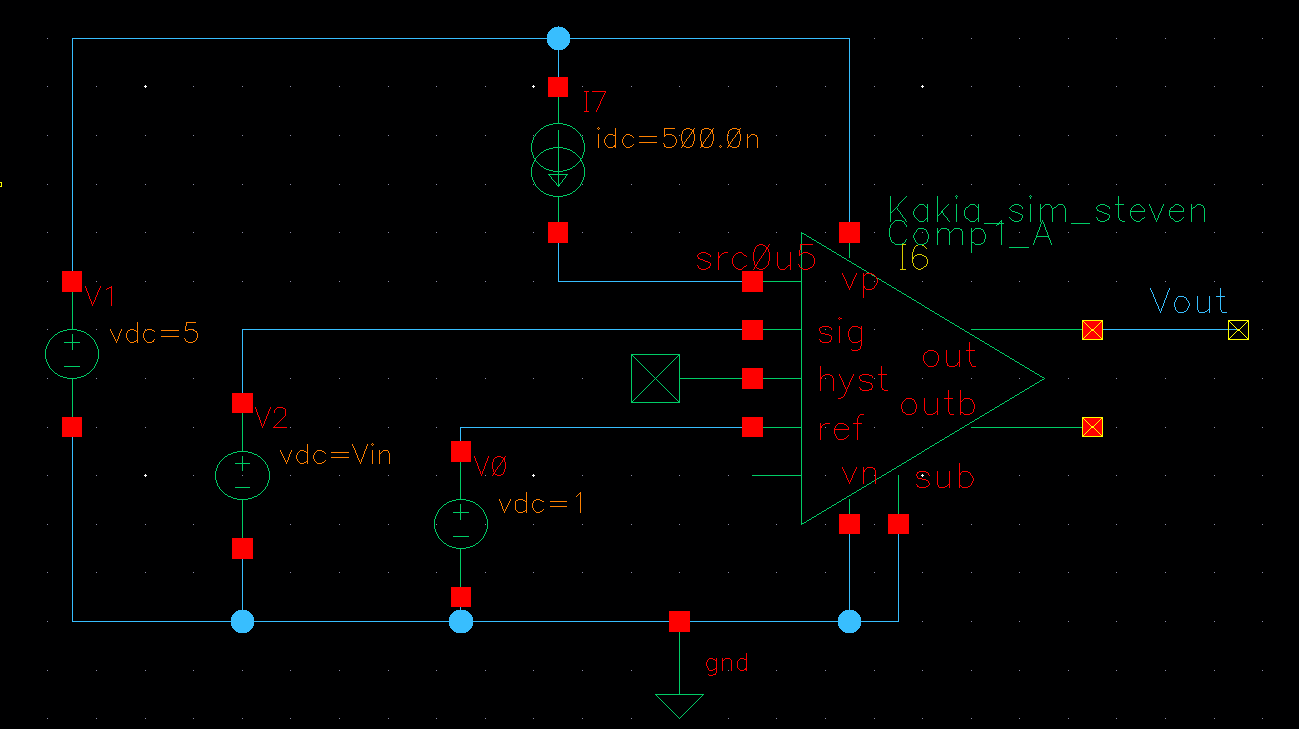 I7
idc=500.0n
Kakia_sim_steven
Comp1_A
I6
src0u5
vp
V1
vdc=5
sig
Vout
out
hyst
outb
V2
vdc=Vin
ref
V0
vdc=1
vn
sub
gnd